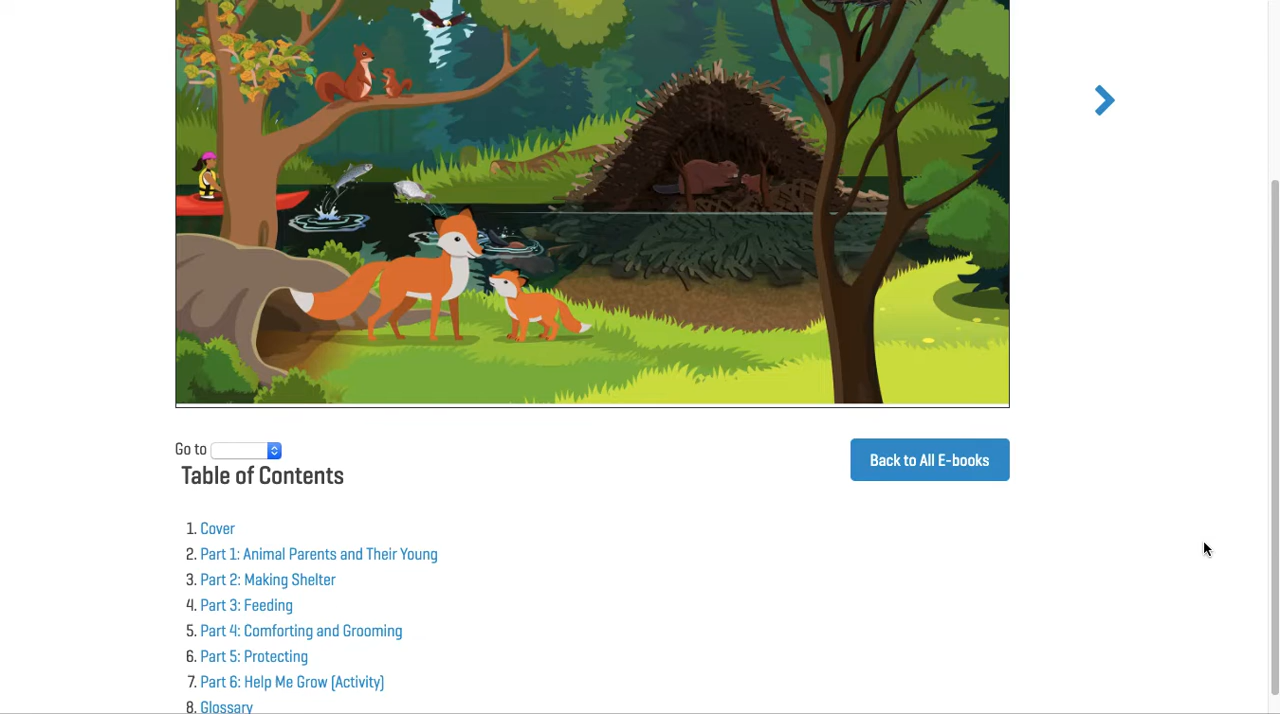 Go to
Back to All E-books
Table of Contents
1. Cover
2. Part 1: Animal Parents and Their Young
3. Part 2: Making Shelter
4. Part 3: Feeding
5. Part 4: Comforting and Grooming
6. Part 5: Protecting
7. Part 6: Help Me Grow (Activity)
8. Glossary